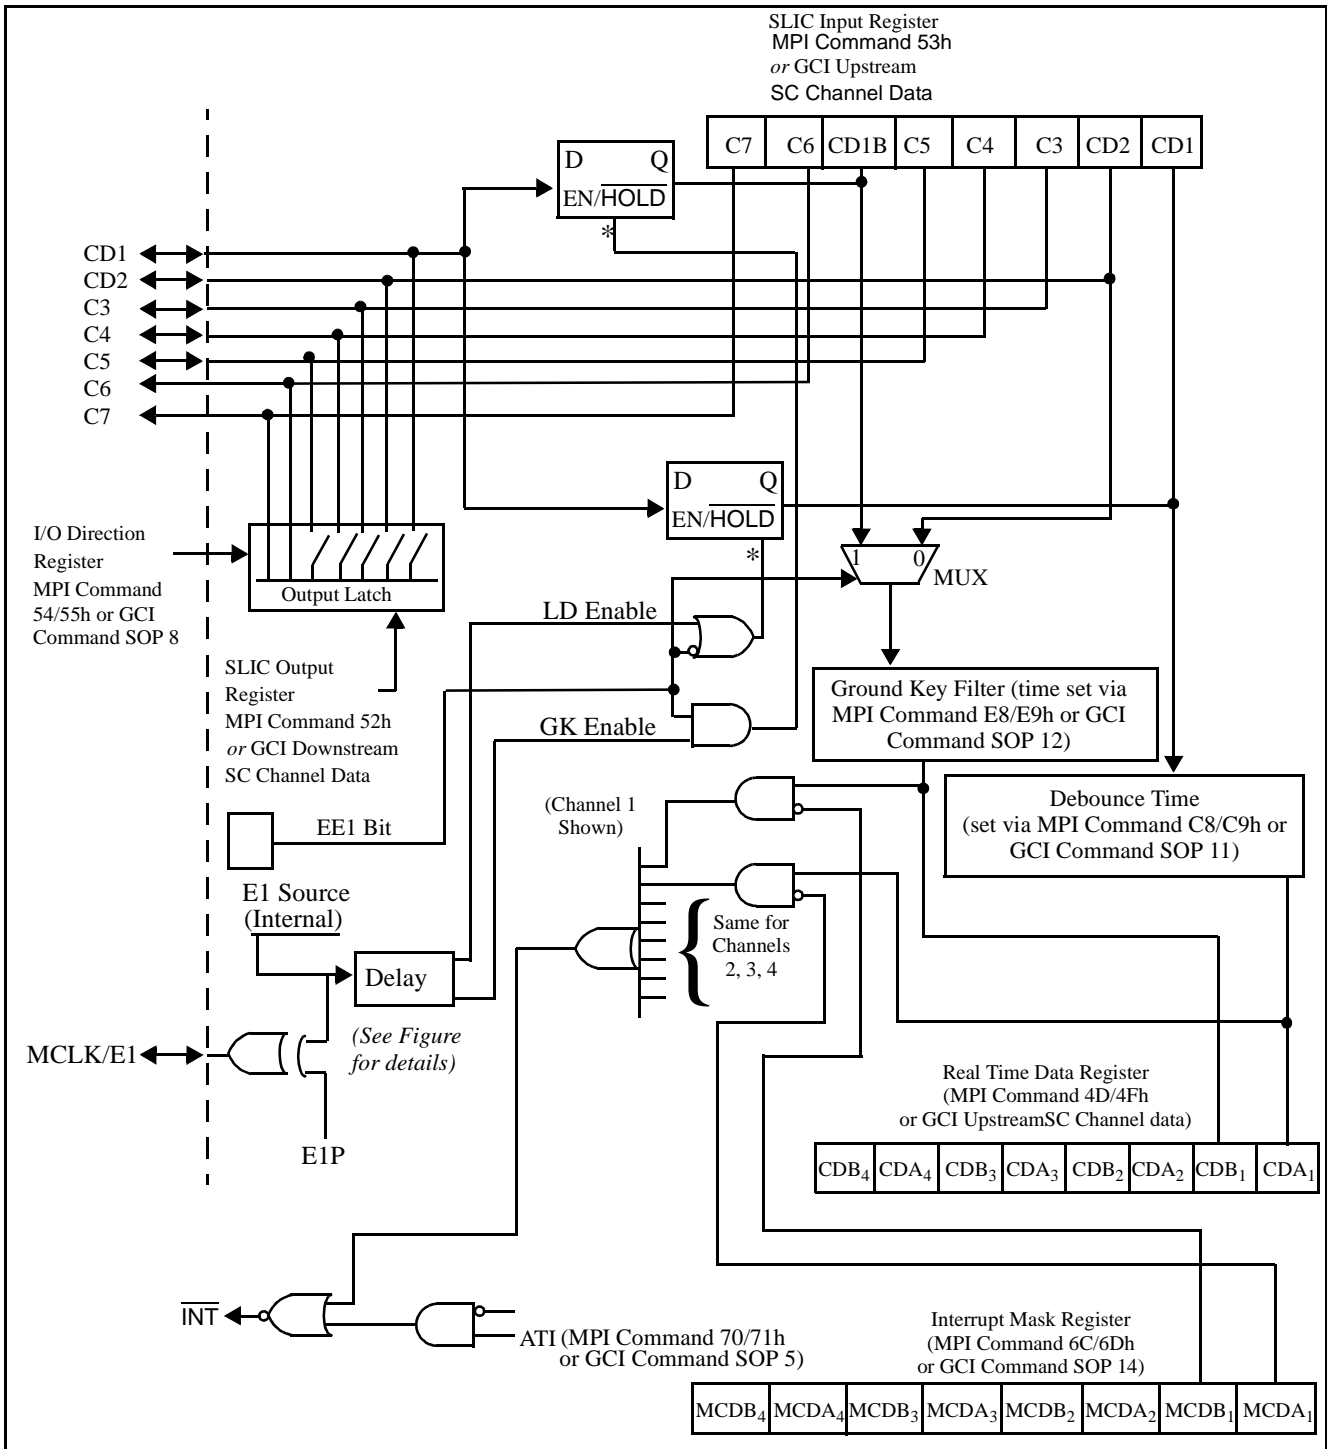 SLIC Input Register
MPI Command 53h
or GCI Upstream
SC Channel Data
C7 C6 CD1B C5 C4 C3 CD2 CD1
D Q
EN/HOLD
*
CD1
CD2
C3
C4
C5
C6
C7
D Q
EN/HOLD
*
1 0
MUX
I/O Direction
Register
MPI Command
54/55h or GCI
Command SOP 8
Output Latch
LD Enable
SLIC Output
Register
MPI Command 52h
or GCI Downstream
SC Channel Data
GK Enable
Ground Key Filter (time set via
MPI Command E8/E9h or GCI
Command SOP 12)
Debounce Time
(set via MPI Command C8/C9h or
GCI Command SOP 11)
(Channel 1
Shown)
EE1 Bit
E1 Source
(Internal)
Same for
Channels
2, 3, 4
{
Delay
(See Figure
for details)
MCLK/E1
E1P
Real Time Data Register
(MPI Command 4D/4Fh
or GCI UpstreamSC Channel data)
CDB4 CDA4 CDB3 CDA3 CDB2 CDA2 CDB1 CDA1
INT
ATI (MPI Command 70/71h
or GCI Command SOP 5)
Interrupt Mask Register
(MPI Command 6C/6Dh
or GCI Command SOP 14)
MCDB4 MCDA4 MCDB3 MCDA3 MCDB2 MCDA2 MCDB1 MCDA1